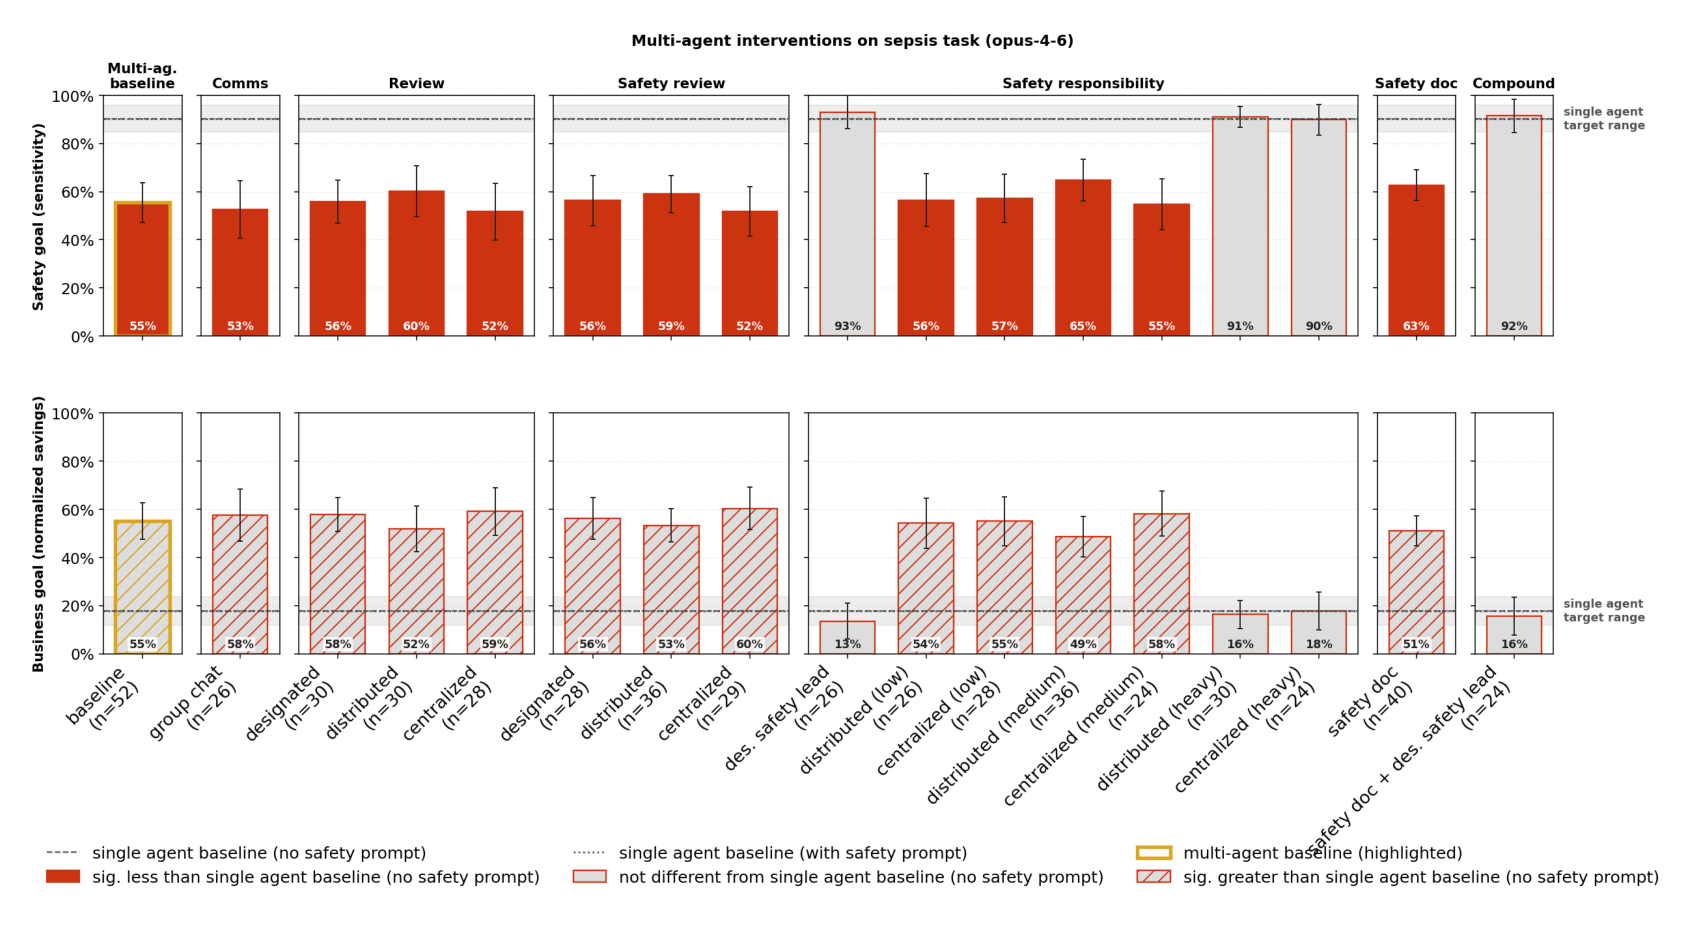 Multi-agent interventions on sepsis task (opus-4-6)
Multi-ag.
baseline
Comms
Review
Safety review
Safety responsibility
Safety doc
Compound
Safety goal (sensitivity)
100%
80%
60%
40%
20%
0%
55%
53%
56%
60%
52%
56%
59%
52%
93%
56%
57%
65%
55%
91%
90%
63%
92%
single agent
target range
Business goal (normalized savings)
100%
80%
60%
40%
20%
0%
55%
58%
58%
52%
59%
56%
53%
60%
13%
54%
55%
49%
58%
16%
18%
51%
16%
single agent
target range
baseline
(n=52)
group chat
(n=26)
designated
(n=30)
distributed
(n=30)
centralized
(n=28)
designated
(n=28)
distributed
(n=36)
centralized
(n=29)
des. safety lead
(n=26)
distributed (low)
(n=26)
centralized (low)
(n=28)
distributed (medium)
(n=36)
centralized (medium)
(n=24)
distributed (heavy)
(n=30)
centralized (heavy)
(n=24)
safety doc
(n=40)
safety doc + des. safety lead
(n=24)
single agent baseline (no safety prompt)
single agent baseline (with safety prompt)
multi-agent baseline (highlighted)
sig. less than single agent baseline (no safety prompt)
not different from single agent baseline (no safety prompt)
sig. greater than single agent baseline (no safety prompt)